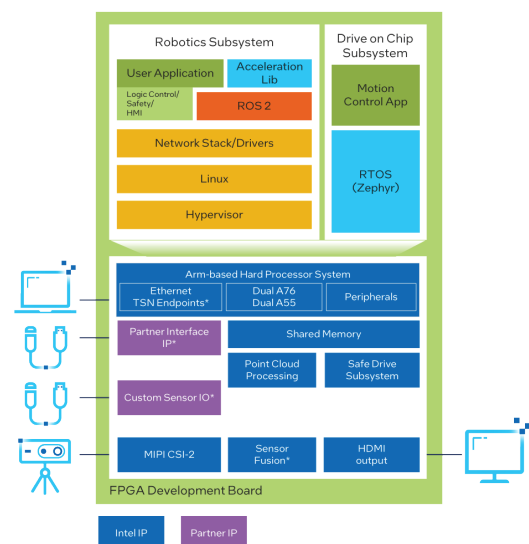 Robotics Subsystem
Drive on Chip
Subsystem
User Application
Acceleration
Lib
Logic Control/
Safety/
HMI
ROS 2
Motion
Control App
Network Stack/Drivers
Linux
Hypervisor
RTOS
(Zephyr)
Arm-based Hard Processor System
Ethernet
TSN Endpoints*
Dual A76
Dual A55
Peripherals
Partner Interface
IP*
Shared Memory
Point Cloud
Processing
Safe Drive
Subsystem
Custom Sensor IO*
MIPI CSI-2
Sensor
Fusion*
HDMI
output
FPGA Development Board
Intel IP
Partner IP